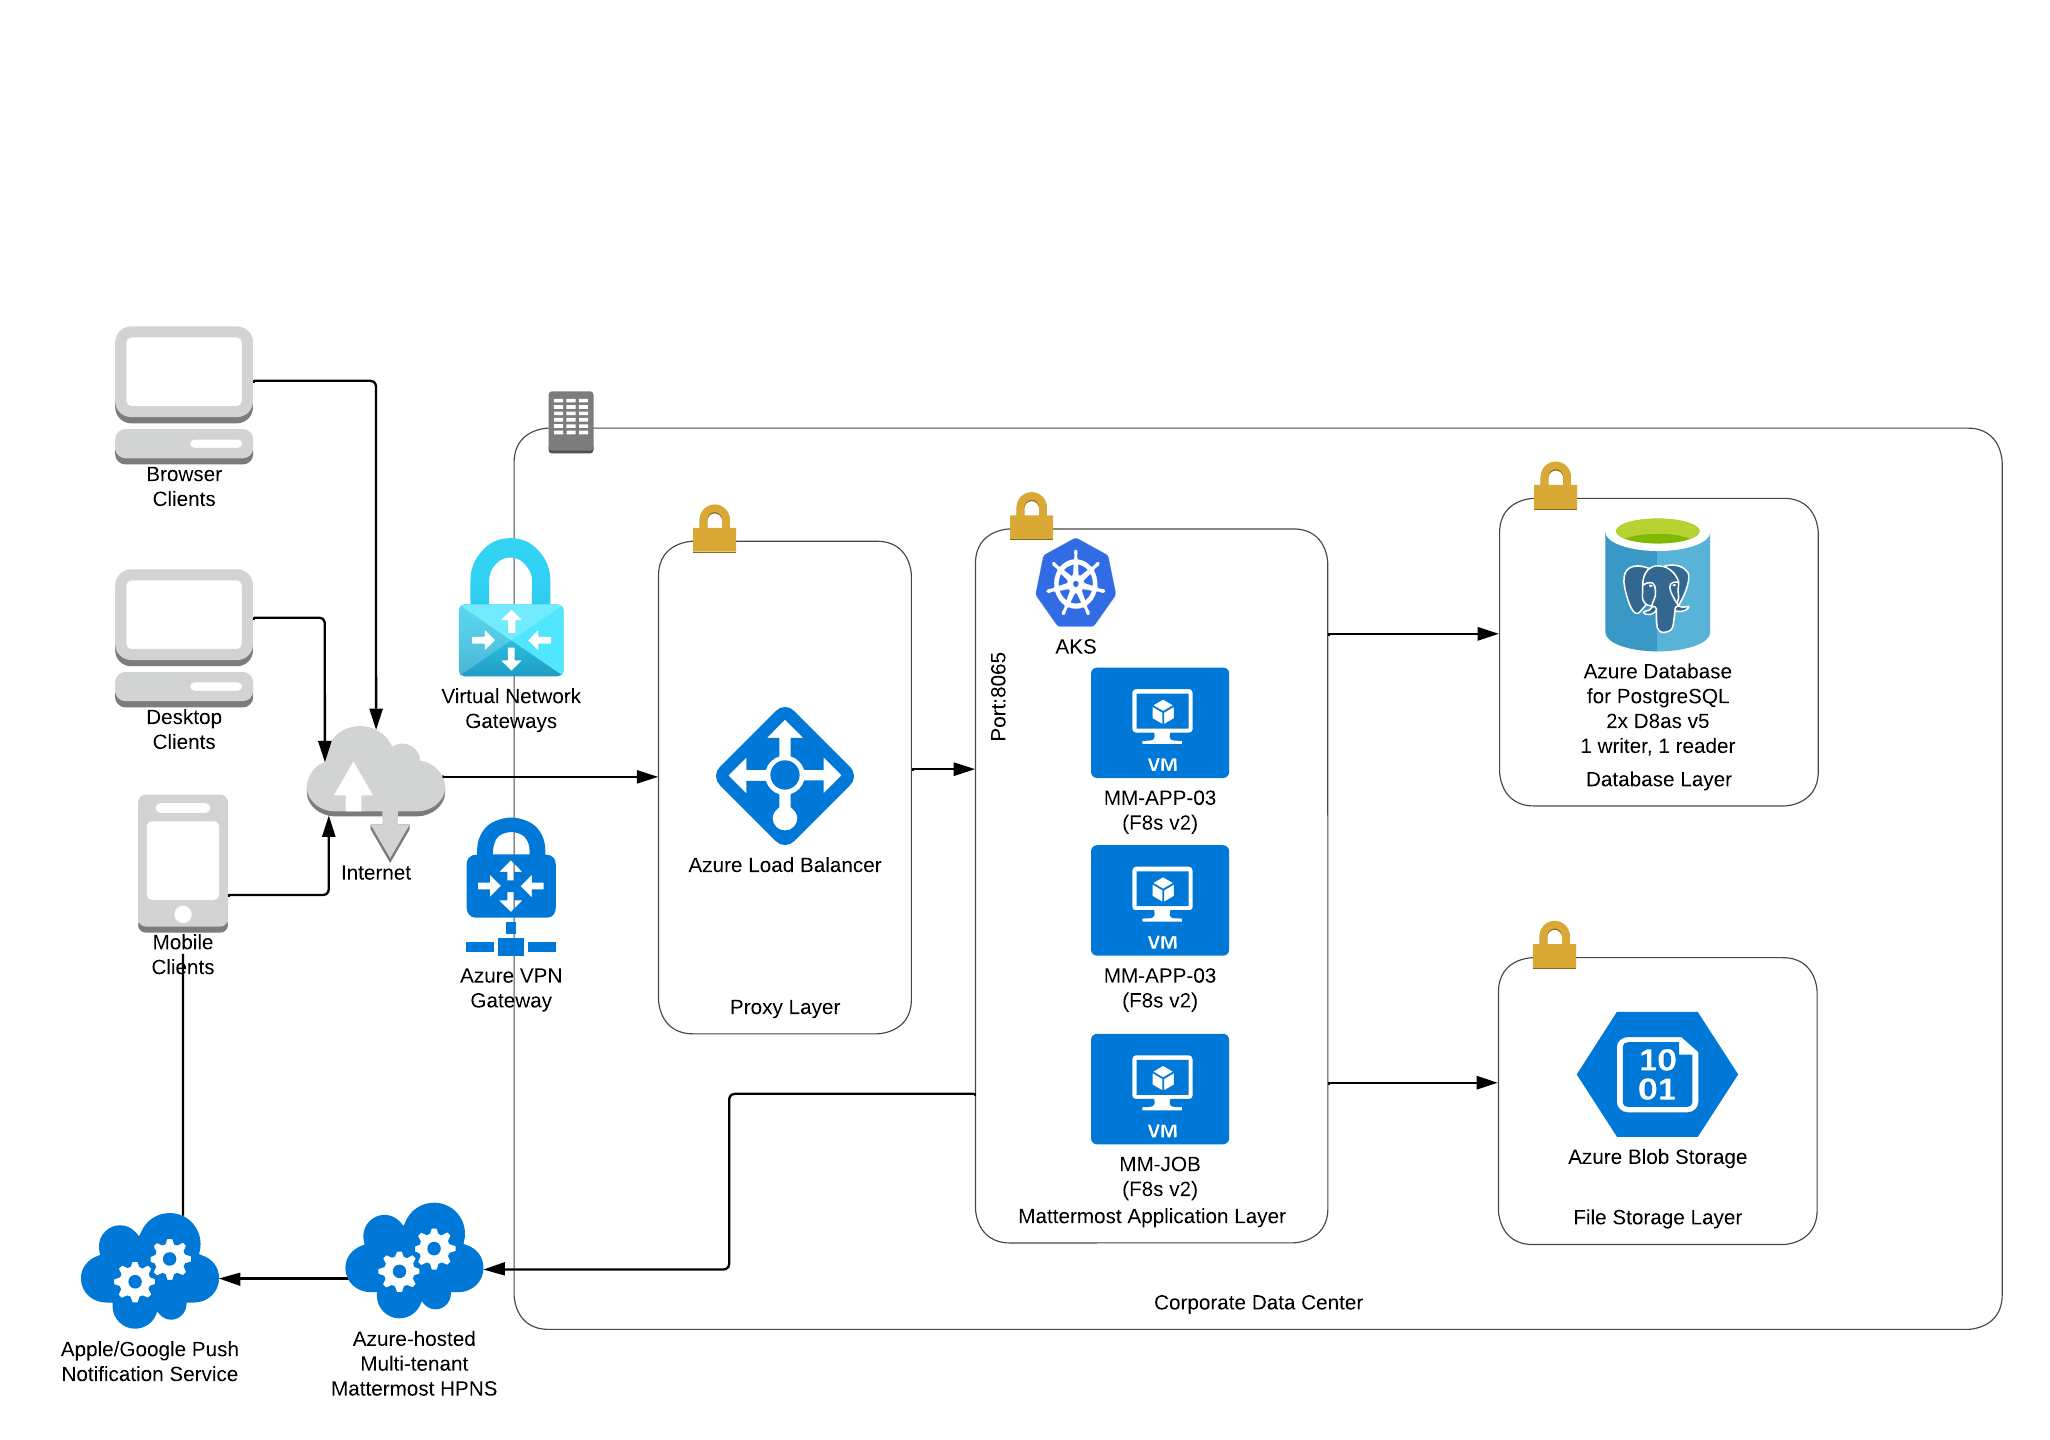 Browser
Clients
Desktop
Clients
Mobile
Clients
Internet
Virtual Network
Gateways
Azure VPN
Gateway
Azure Load Balancer
Proxy Layer
Port:8065
AKS
VM
MM-APP-03
(F8s v2)
VM
MM-APP-03
(F8s v2)
VM
MM-JOB
(F8s v2)
Mattermost Application Layer
Azure Database
for PostgreSQL
2x D8as v5
1 writer, 1 reader
Database Layer
10
01
Azure Blob Storage
File Storage Layer
Corporate Data Center
Apple/Google Push
Notification Service
Azure-hosted
Multi-tenant
Mattermost HPNS